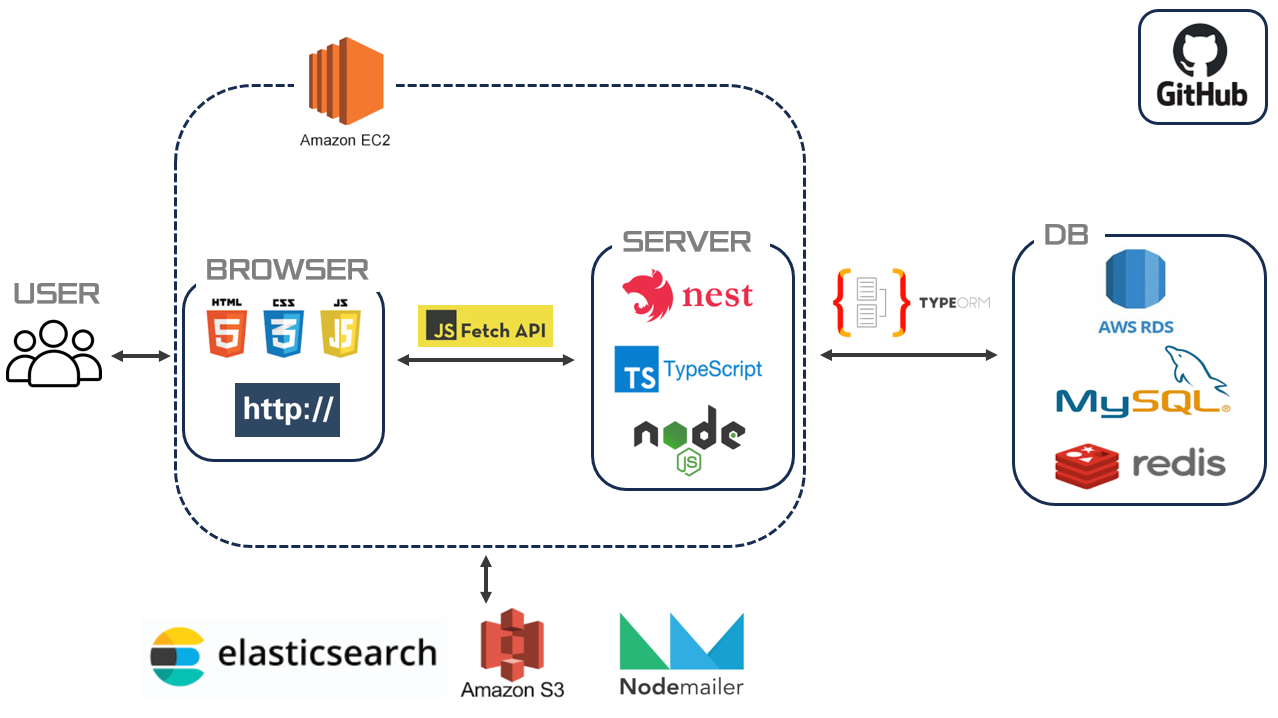 GitHub
Amazon EC2
USER
BROWSER
HTML
CSS
JS
5
3
JS
http://
JS Fetch API
SERVER
nest
TS TypeScript
node
JS
TYPEORM
DB
AWS RDS
MySQL®
redis
elasticsearch
Amazon S3
Nodemailer